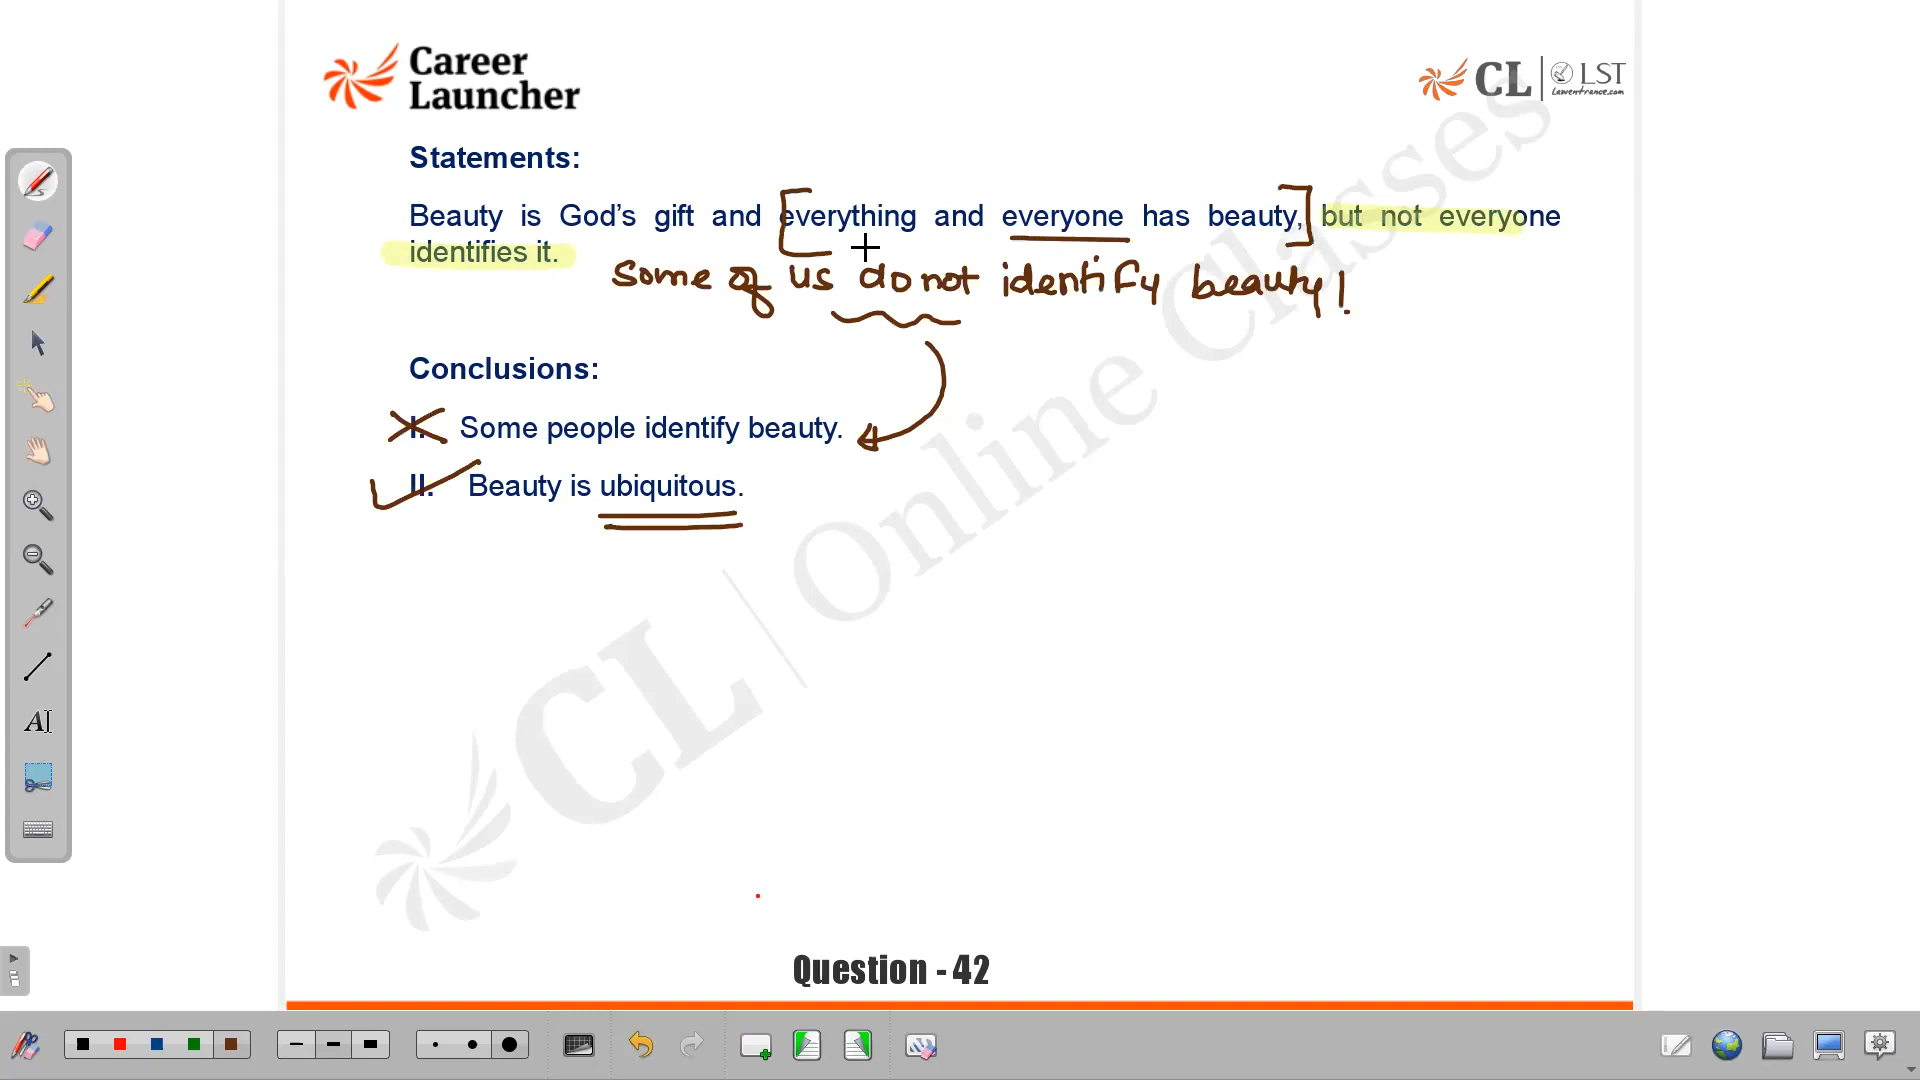 Career
Launcher
CL LST
Lawentrance.com
Statements:
Beauty is God's gift and everything and everyone has beauty, but not everyone
identifies it.
Some of us do not identify beauty!
Conclusions:
I. Some people identify beauty.
II. Beauty is ubiquitous.
CL | Online Classes
Question - 42